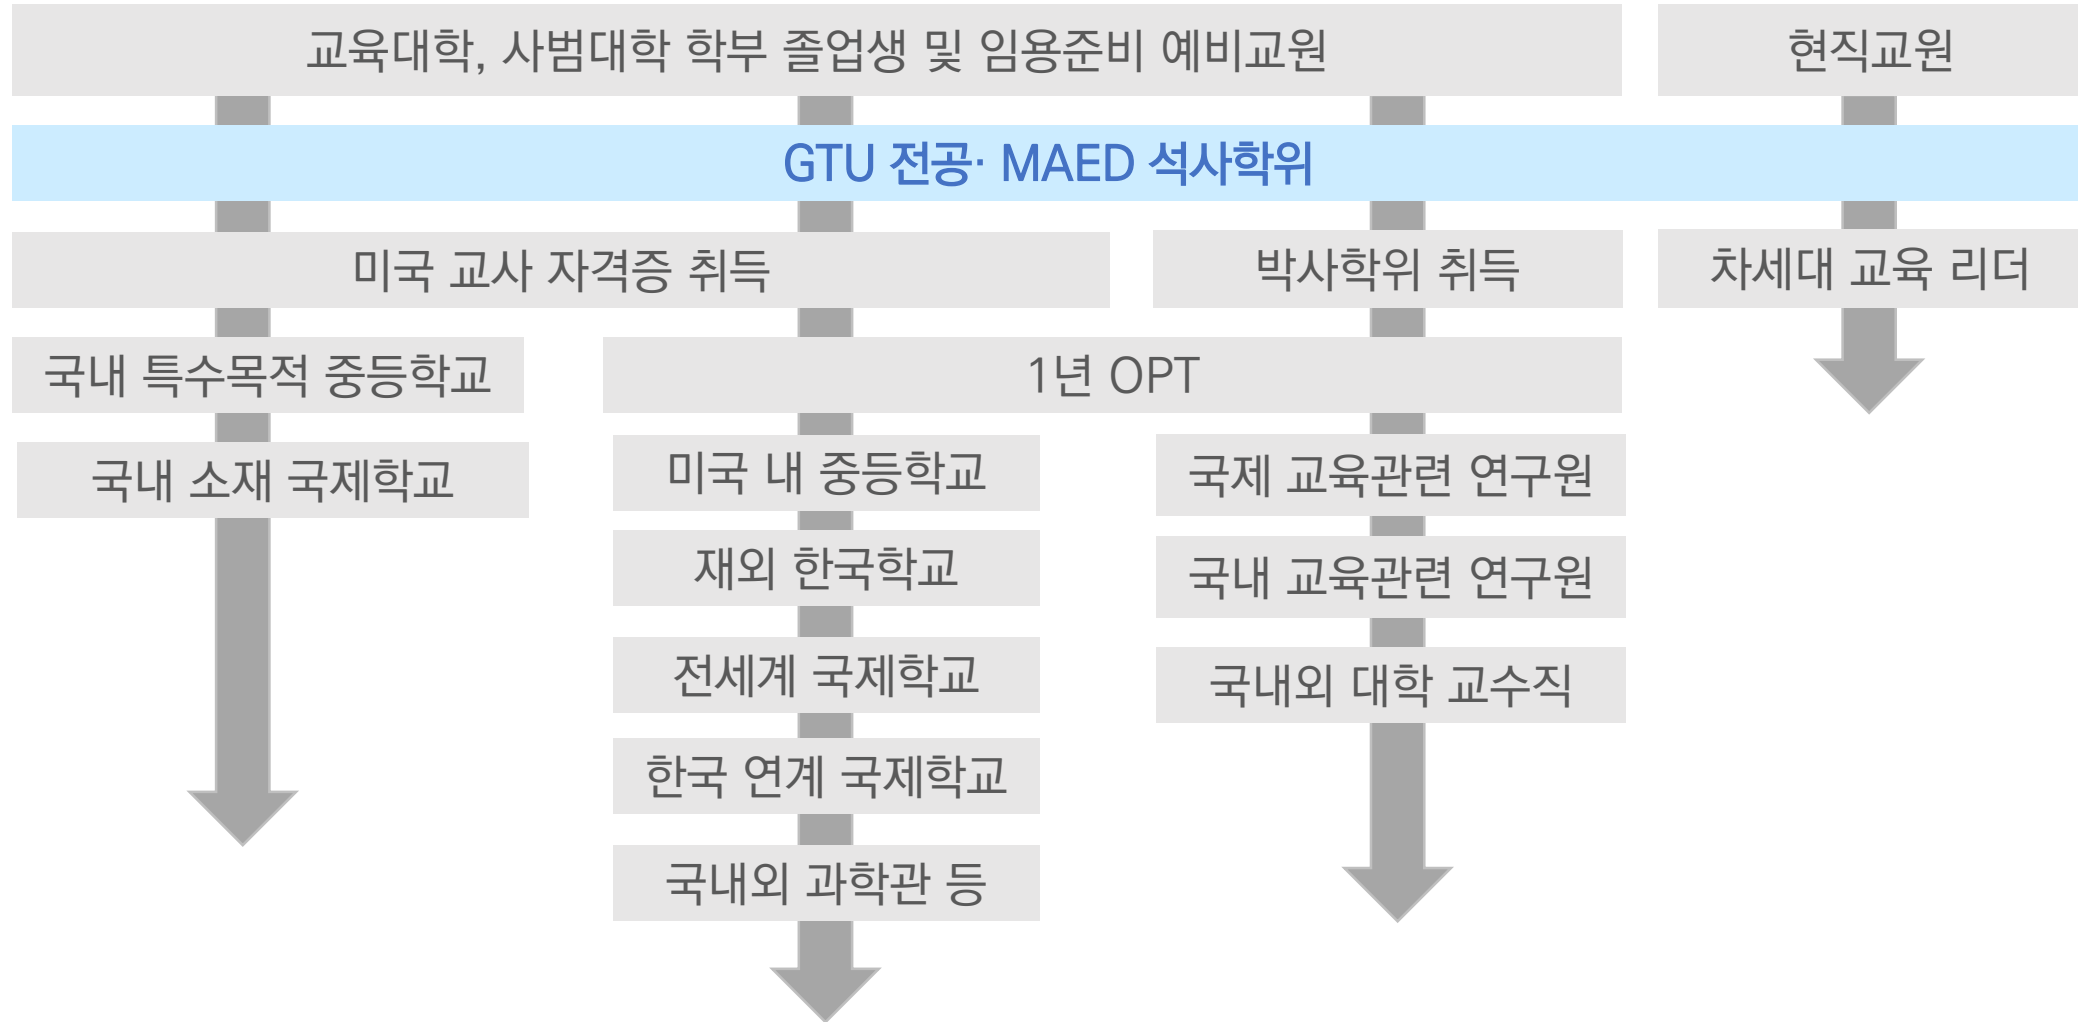 교육대학, 사범대학 학부 졸업생 및 임용준비 예비교원
현직교원
GTU 전공· MAED 석사학위
미국 교사 자격증 취득
박사학위 취득
차세대 교육 리더
국내 특수목적 중등학교
1년 OPT
국내 소재 국제학교
미국 내 중등학교
국제 교육관련 연구원
재외 한국학교
국내 교육관련 연구원
전세계 국제학교
국내외 대학 교수직
한국 연계 국제학교
국내외 과학관 등